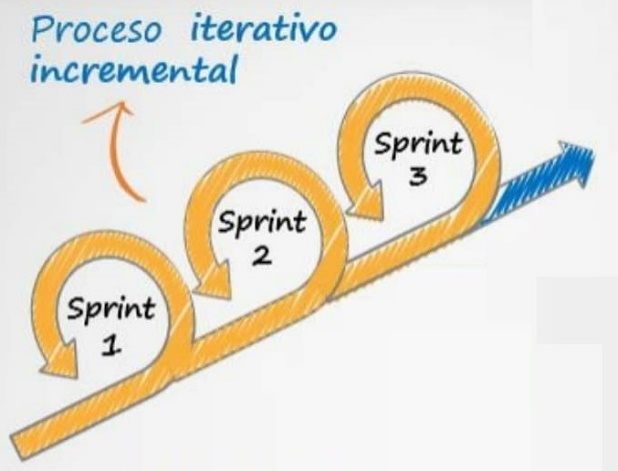 Proceso iterativo
incremental
Sprint
3
Sprint
2
Sprint
1